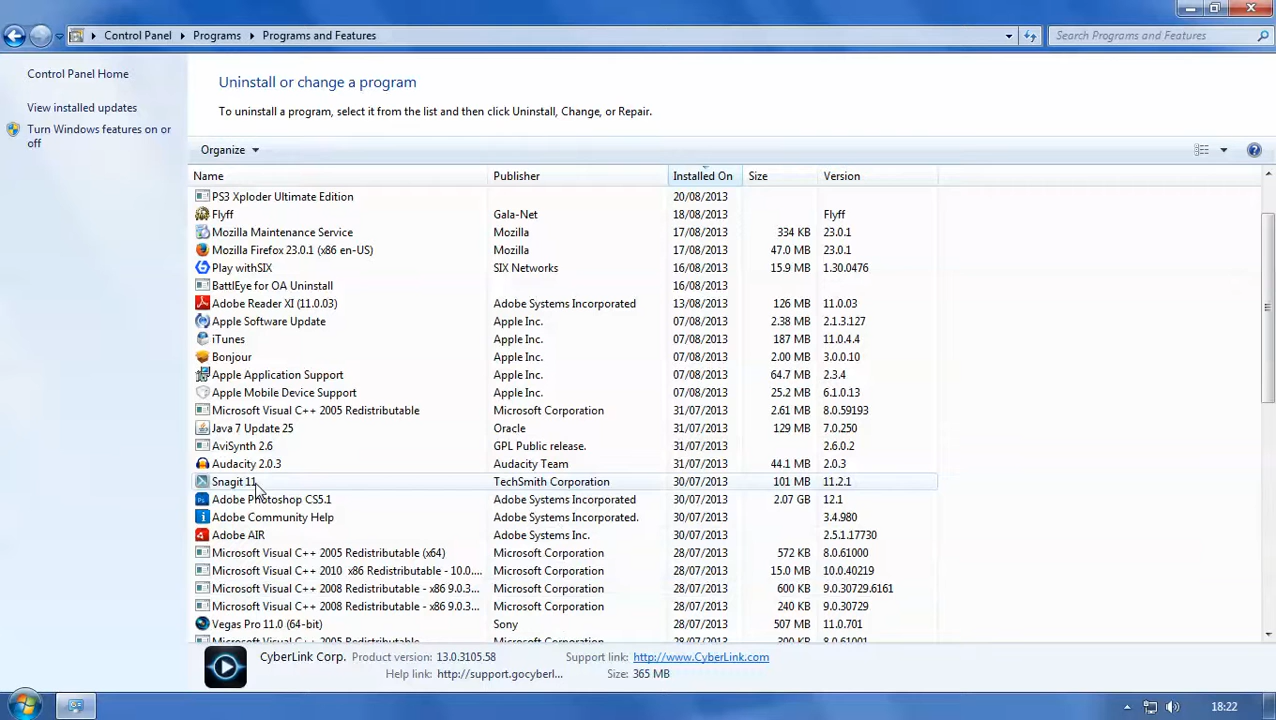 Control Panel Programs Programs and Features Search Programs and Features
Control Panel Home
View installed updates
Turn Windows features on or
off
Uninstall or change a program
To uninstall a program, select it from the list and then click Uninstall, Change, or Repair.
Organize
Name Publisher Installed On Size Version
PS3 Xploder Ultimate Edition 20/08/2013
Flyff Gala-Net 18/08/2013 Flyff
Mozilla Maintenance Service Mozilla 17/08/2013 334 KB 23.0.1
Mozilla Firefox 23.0.1 (x86 en-US) Mozilla 17/08/2013 47.0 MB 23.0.1
Play withSIX SIX Networks 16/08/2013 15.9 MB 1.30.0476
BattlEye for OA Uninstall 16/08/2013
Adobe Reader XI (11.0.03) Adobe Systems Incorporated 13/08/2013 126 MB 11.0.03
Apple Software Update Apple Inc. 07/08/2013 2.38 MB 2.1.3.127
iTunes Apple Inc. 07/08/2013 187 MB 11.0.4.4
Bonjour Apple Inc. 07/08/2013 2.00 MB 3.0.0.10
Apple Application Support Apple Inc. 07/08/2013 64.7 MB 2.3.4
Apple Mobile Device Support Apple Inc. 07/08/2013 25.2 MB 6.1.0.13
Microsoft Visual C++ 2005 Redistributable Microsoft Corporation 31/07/2013 2.61 MB 8.0.59193
Java 7 Update 25 Oracle 31/07/2013 129 MB 7.0.250
AviSynth 2.6 GPL Public release. 31/07/2013 2.6.0.2
Audacity 2.0.3 Audacity Team 31/07/2013 44.1 MB 2.0.3
Snagit 11 TechSmith Corporation 30/07/2013 101 MB 11.2.1
Adobe Photoshop CS5.1 Adobe Systems Incorporated 30/07/2013 2.07 GB 12.1
Adobe Community Help Adobe Systems Incorporated. 30/07/2013 3.4.980
Adobe AIR Adobe Systems Inc. 30/07/2013 2.5.1.17730
Microsoft Visual C++ 2005 Redistributable (x64) Microsoft Corporation 28/07/2013 572 KB 8.0.61000
Microsoft Visual C++ 2010 x86 Redistributable - 10.0.... Microsoft Corporation 28/07/2013 15.0 MB 10.0.40219
Microsoft Visual C++ 2008 Redistributable - x86 9.0.3... Microsoft Corporation 28/07/2013 600 KB 9.0.30729.6161
Microsoft Visual C++ 2008 Redistributable - x86 9.0.3... Microsoft Corporation 28/07/2013 240 KB 9.0.30729
Vegas Pro 11.0 (64-bit) Sony 28/07/2013 507 MB 11.0.701
Microsoft Visual C++ 2005 Redistributable Microsoft Corporation 28/07/2013 300 KB 8.0.61001
CyberLink Corp. Product version: 13.0.3105.58 Support link: http://www.CyberLink.com
Help link: http://support.gocyberl... Size: 365 MB
18:22